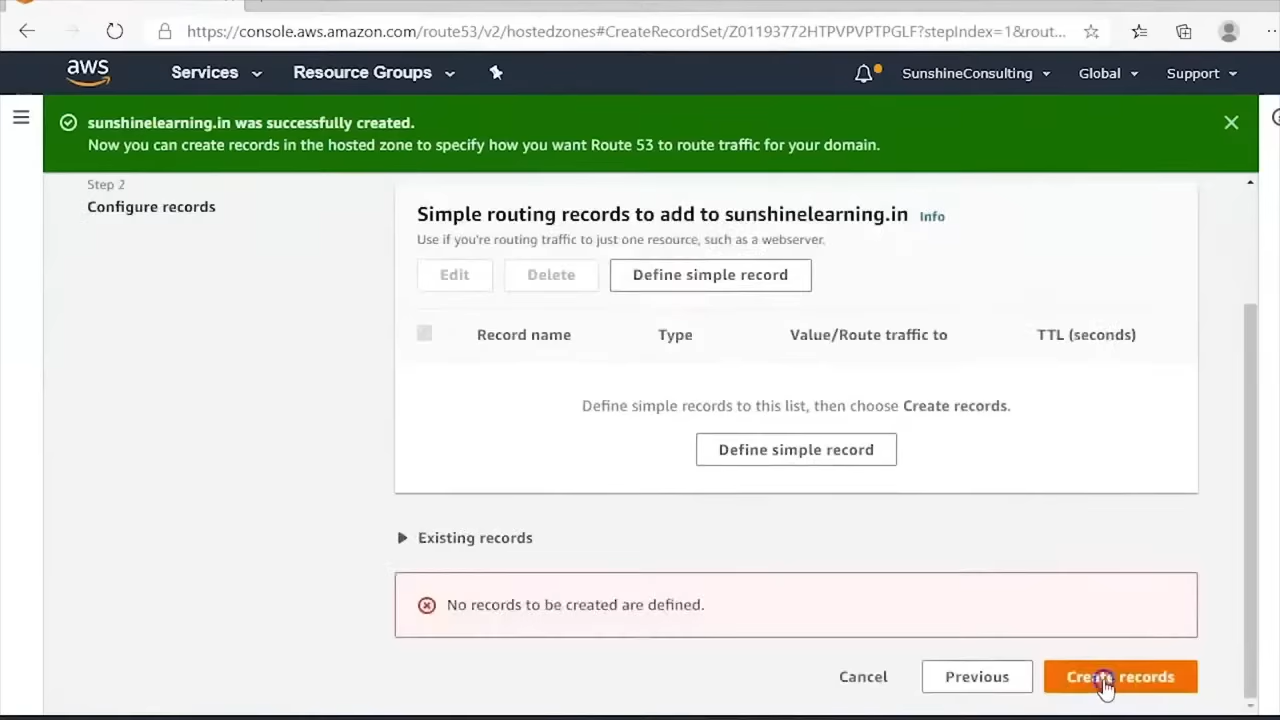 https://console.aws.amazon.com/route53/v2/hostedzones#CreateRecordSet/Z01193772HTPVPVPTPGLF?stepIndex=1&rout...
aws
Services
Resource Groups
SunshineConsulting
Global
Support
sunshinelearning.in was successfully created.
Now you can create records in the hosted zone to specify how you want Route 53 to route traffic for your domain.
Step 2
Configure records
Simple routing records to add to sunshinelearning.in Info
Use if you're routing traffic to just one resource, such as a webserver.
Edit
Delete
Define simple record
Record name
Type
Value/Route traffic to
TTL (seconds)
Define simple records to this list, then choose Create records.
Define simple record
Existing records
No records to be created are defined.
Cancel
Previous
Create records